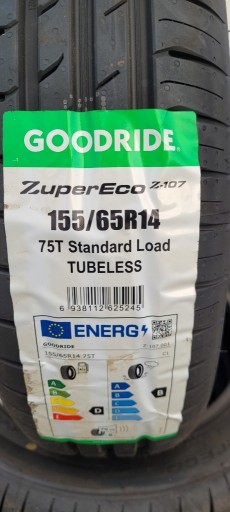 GOODRIDE
ZuperEco Z-107
155/65R14
75T Standard Load
TUBELESS
6 938112 625245
ENERG
GOODRIDE
155/65R14 75T
A
B
C
D
E
D
A
B
C
D
E
B